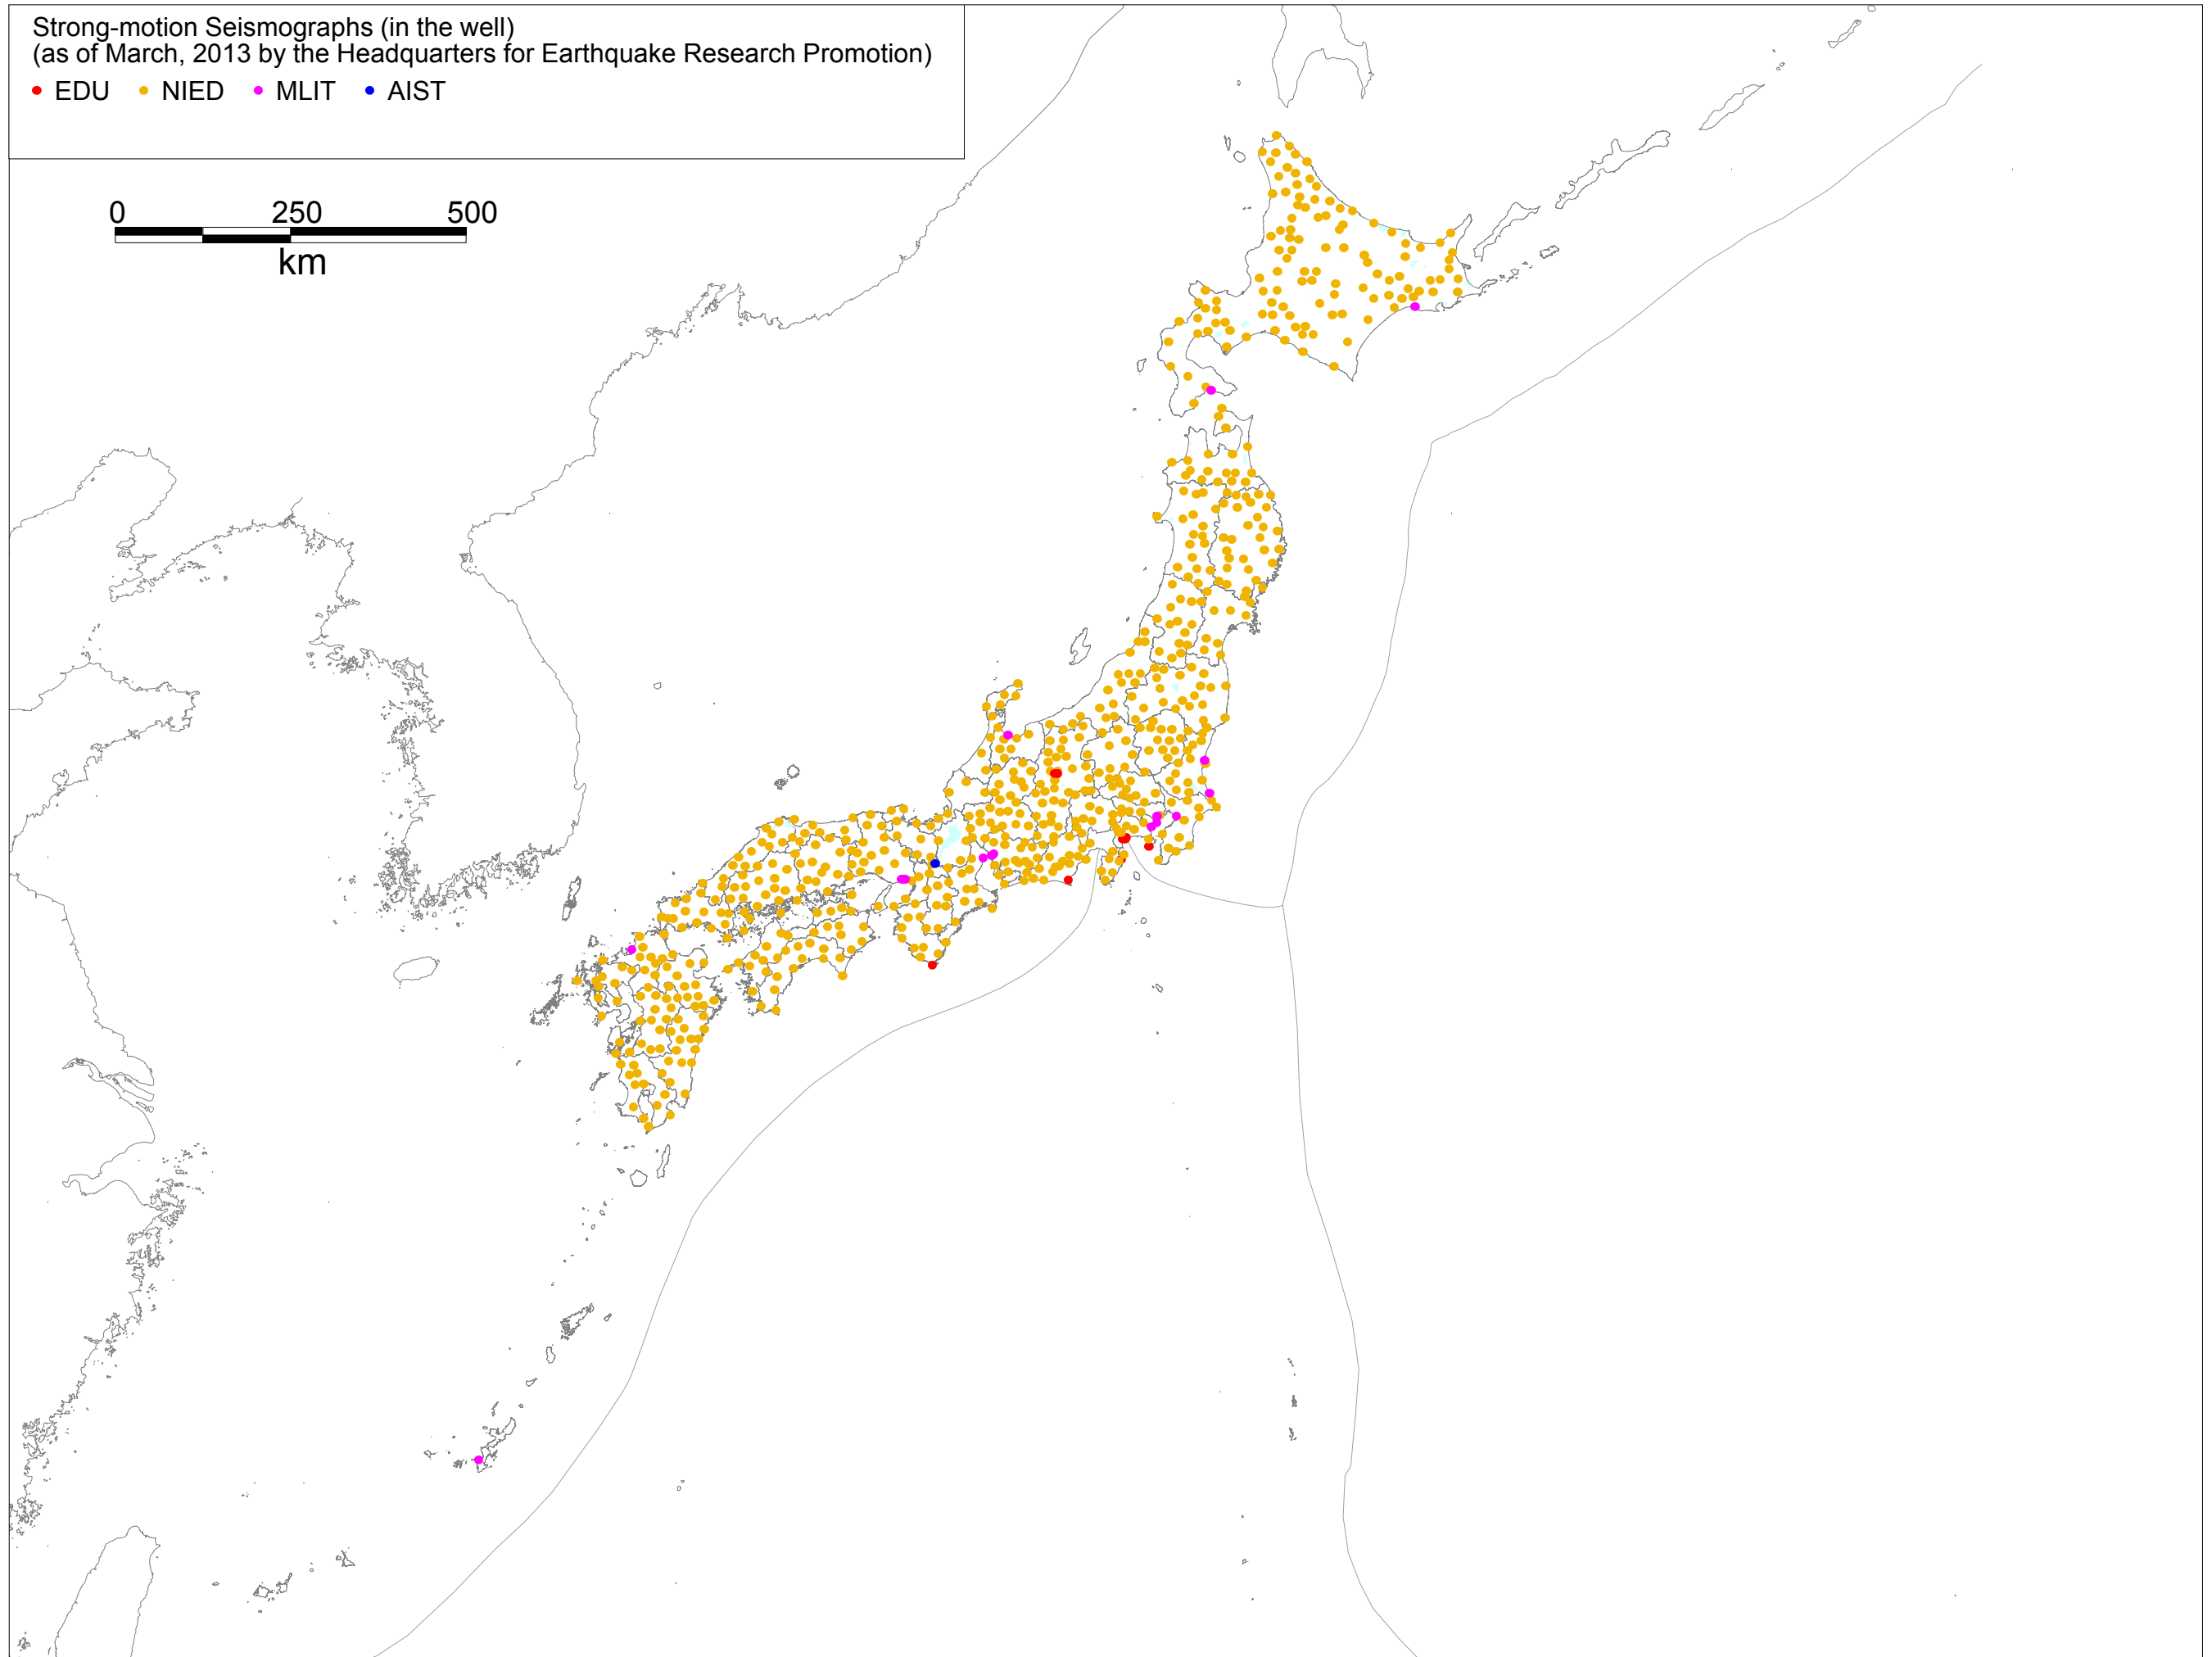 Strong-motion Seismographs (in the well)
(as of March, 2013 by the Headquarters for Earthquake Research Promotion)
EDU NIED MLIT AIST
0 250 500
km